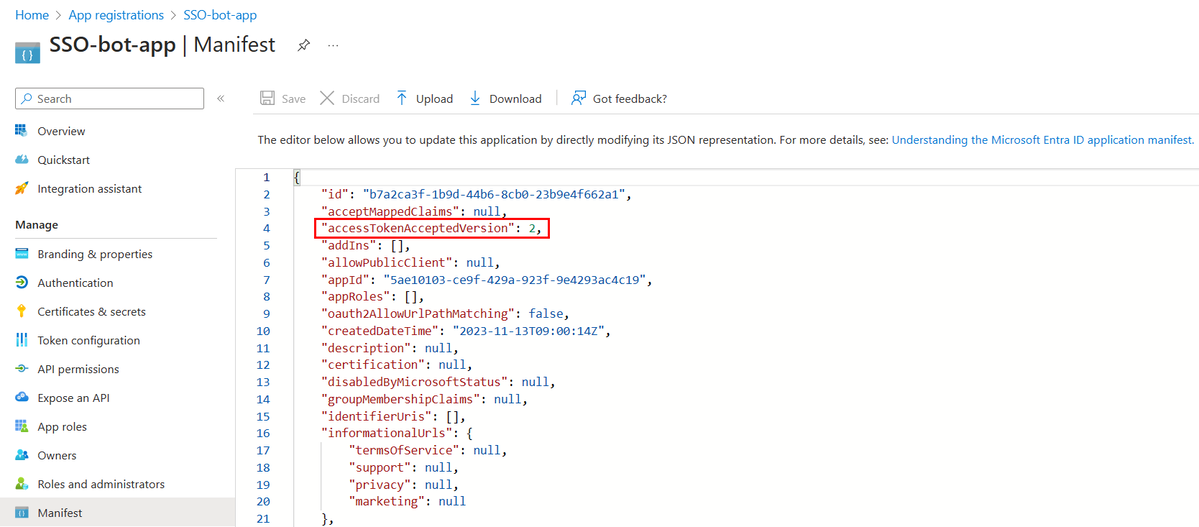 Home > App registrations > SSO-bot-app
SSO-bot-app | Manifest ...
Search «
Overview
Quickstart
Integration assistant
Manage
Branding & properties
Authentication
Certificates & secrets
Token configuration
API permissions
Expose an API
App roles
Owners
Roles and administrators
Manifest
Save Discard Upload Download Got feedback?
The editor below allows you to update this application by directly modifying its JSON representation. For more details, see: Understanding the Microsoft Entra ID application manifest.
1 {
2 "id": "b7a2ca3f-1b9d-44b6-8cb0-23b9e4f662a1",
3 "acceptMappedClaims": null,
4 "accessTokenAcceptedVersion": 2,
5 "addIns": [],
6 "allowPublicClient": null,
7 "appId": "5ae10103-ce9f-429a-923f-9e4293ac4c19",
8 "appRoles": [],
9 "oauth2AllowUrlPathMatching": false,
10 "createdDateTime": "2023-11-13T09:00:14Z",
11 "description": null,
12 "certification": null,
13 "disabledByMicrosoftStatus": null,
14 "groupMembershipClaims": null,
15 "identifierUris": [],
16 "informationalUrls": {
17 "termsOfService": null,
18 "support": null,
19 "privacy": null,
20 "marketing": null
21 },